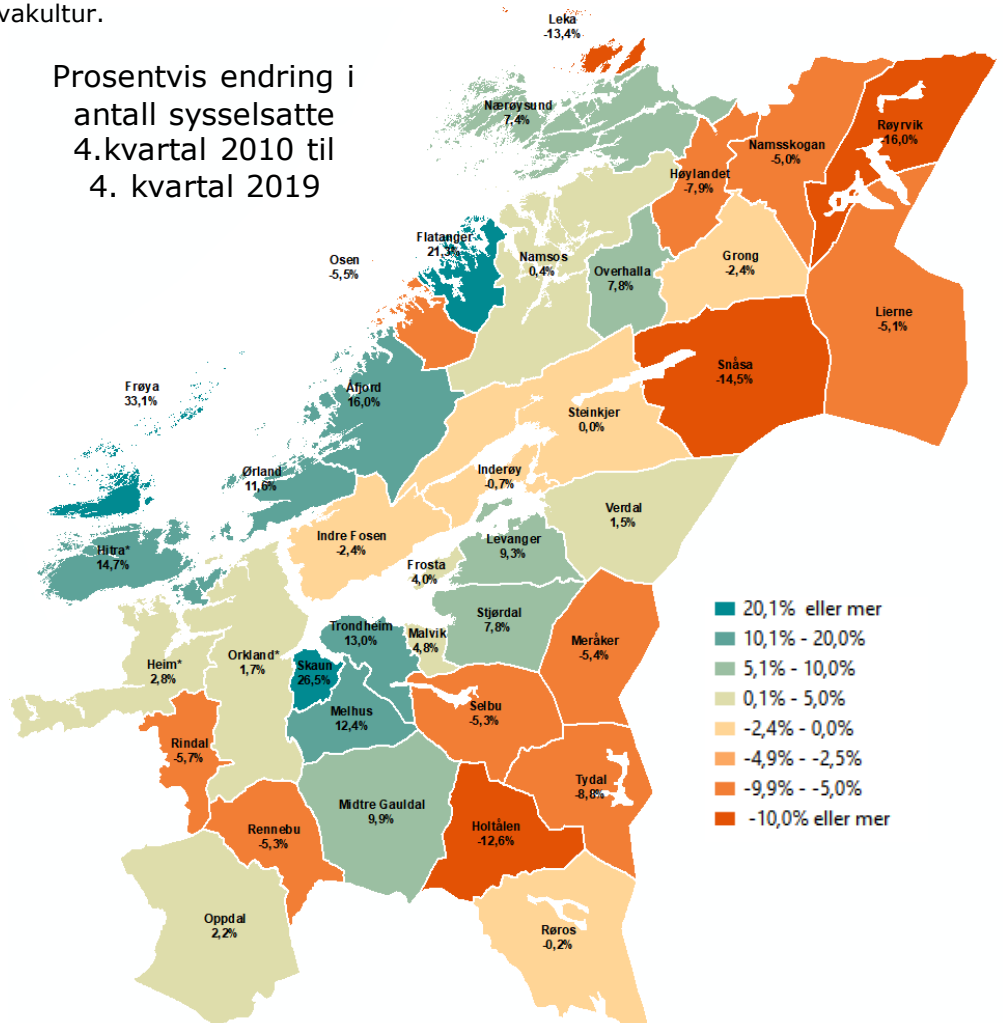 vakultur.
Prosentvis endring i
antall sysselsatte
4.kvartal 2010 til
4. kvartal 2019
Leka
-13,4%
Nærøysund
7,4%
Røyrvik
-16,0%
Namsskogan
-5,0%
Høylandet
-7,9%
Flatanger
21,3%
Namsos
0,4%
Grong
-2,4%
Osen
-5,5%
Overhalla
7,8%
Lierne
-5,1%
Snåsa
-14,5%
Frøya
33,1%
Åfjord
16,0%
Steinkjer
0,0%
Ørland
11,6%
Inderøy
-0,7%
Verdal
1,5%
Indre Fosen
-2,4%
Levanger
9,3%
Hitra*
14,7%
Frosta
4,0%
Stjørdal
7,8%
Trondheim
13,0%
Malvik
4,8%
Meråker
-5,4%
Heim*
2,8%
Orkland*
1,7%
Skaun
26,5%
Selbu
-5,3%
Melhus
12,4%
Rindal
-5,7%
Tydal
-8,8%
Midtre Gauldal
9,9%
Rennebu
-5,3%
Holtålen
-12,6%
Oppdal
2,2%
Røros
-0,2%
20,1% eller mer
10,1% - 20,0%
5,1% - 10,0%
0,1% - 5,0%
-2,4% - 0,0%
-4,9% - -2,5%
-9,9% - -5,0%
-10,0% eller mer